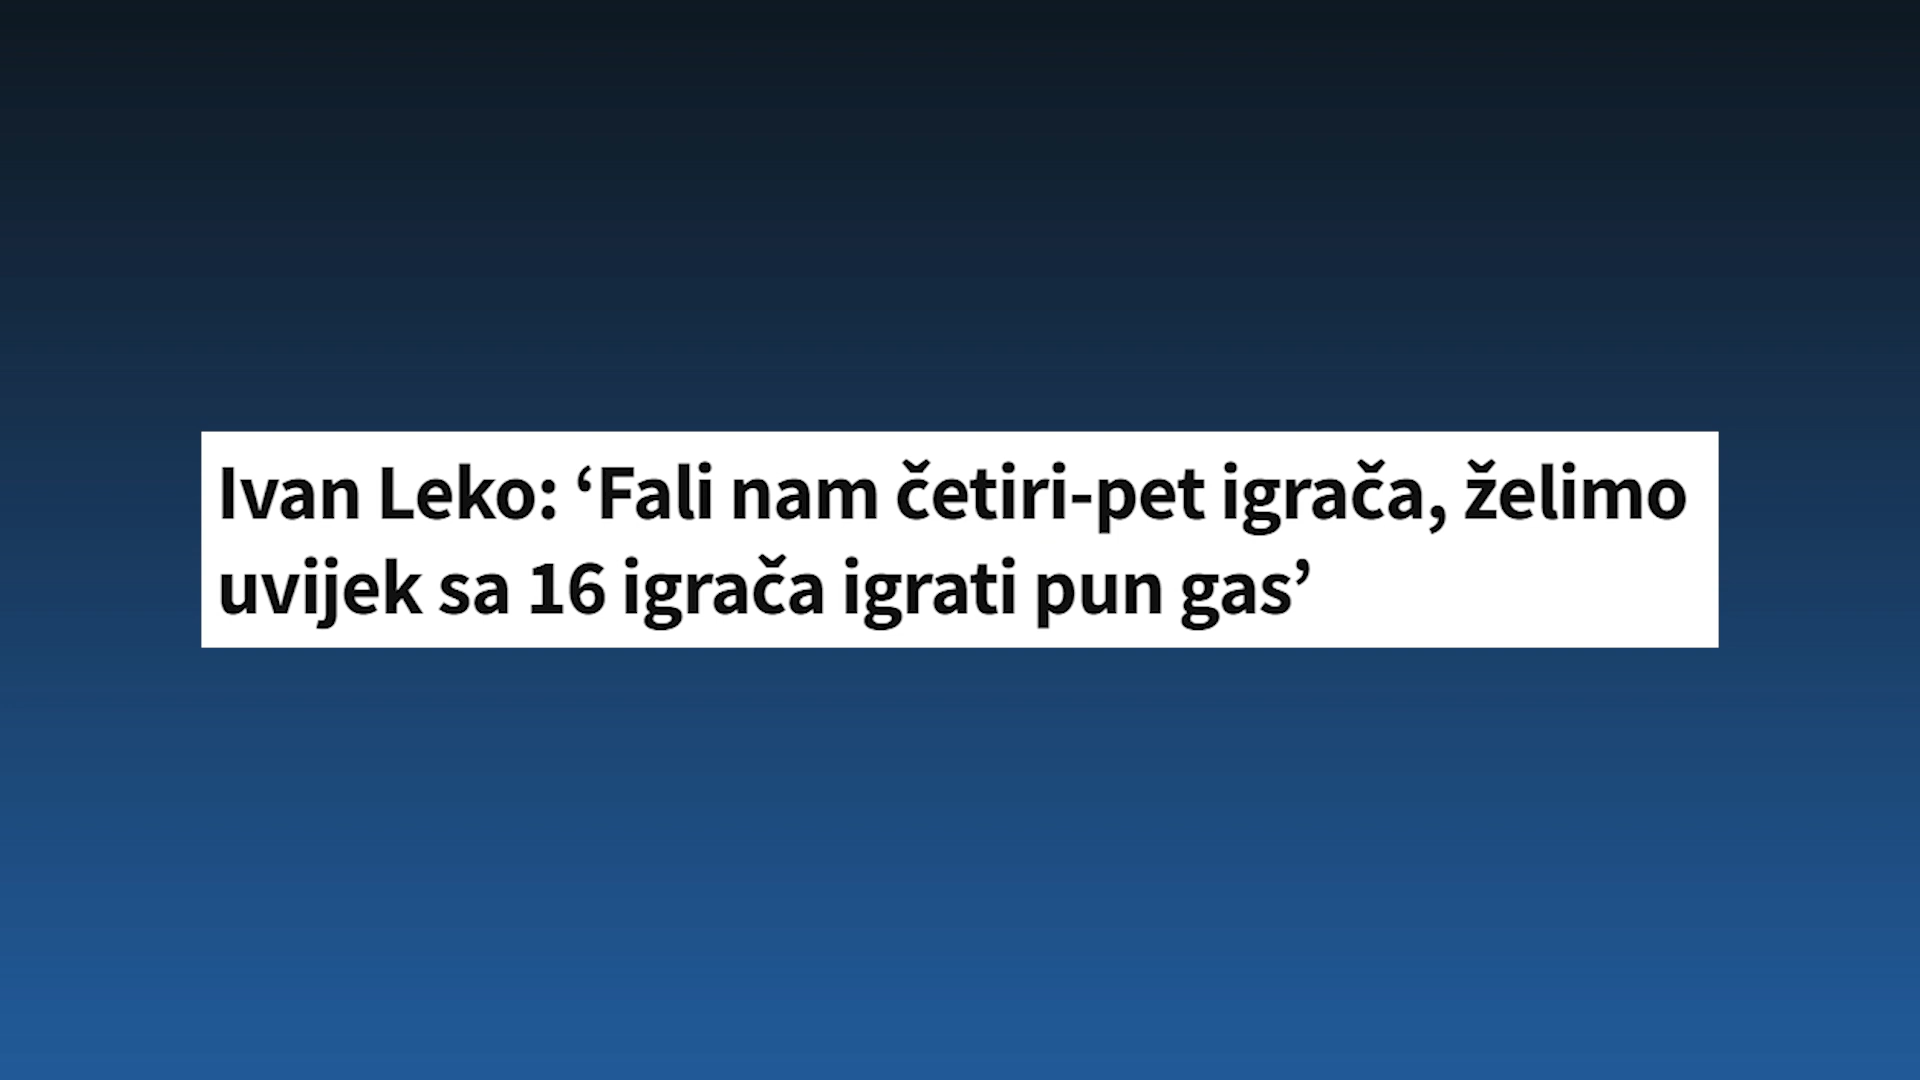 Ivan Leko: ‘Fali nam četiri-pet igrača, želimo
uvijek sa 16 igrača igrati pun gas’